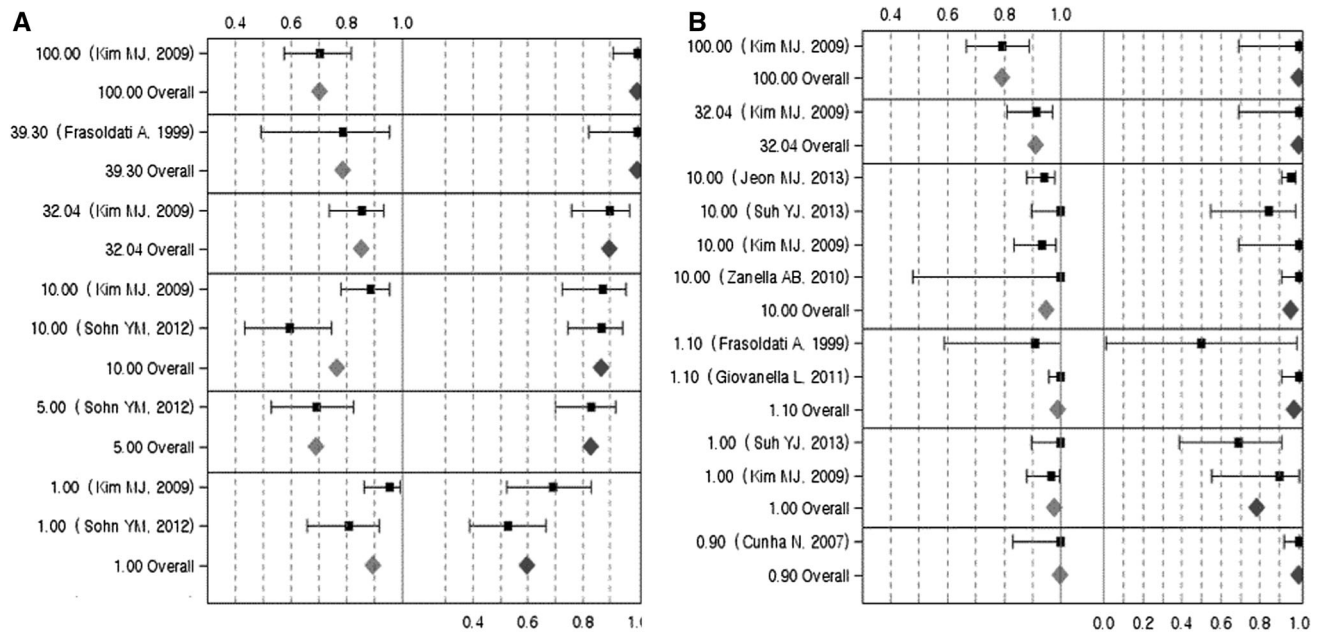 A
0.4 0.6 0.8 1.0
100.00 (Kim MJ. 2009)
100.00 Overall
39.30 (Frasoldati A. 1999)
39.30 Overall
32.04 (Kim MJ. 2009)
32.04 Overall
10.00 (Kim MJ. 2009)
10.00 (Sohn YM. 2012)
10.00 Overall
5.00 (Sohn YM. 2012)
5.00 Overall
1.00 (Kim MJ. 2009)
1.00 (Sohn YM. 2012)
1.00 Overall
0.4 0.6 0.8 1.0
B
0.4 0.6 0.8 1.0
100.00 (Kim MJ. 2009)
100.00 Overall
32.04 (Kim MJ. 2009)
32.04 Overall
10.00 (Jeon MJ. 2013)
10.00 (Suh YJ. 2013)
10.00 (Kim MJ. 2009)
10.00 (Zanella AB. 2010)
10.00 Overall
1.10 (Frasoldati A. 1999)
1.10 (Giovanella L. 2011)
1.10 Overall
1.00 (Suh YJ. 2013)
1.00 (Kim MJ. 2009)
1.00 Overall
0.90 (Cunha N. 2007)
0.90 Overall
0.0 0.2 0.4 0.6 0.8 1.0